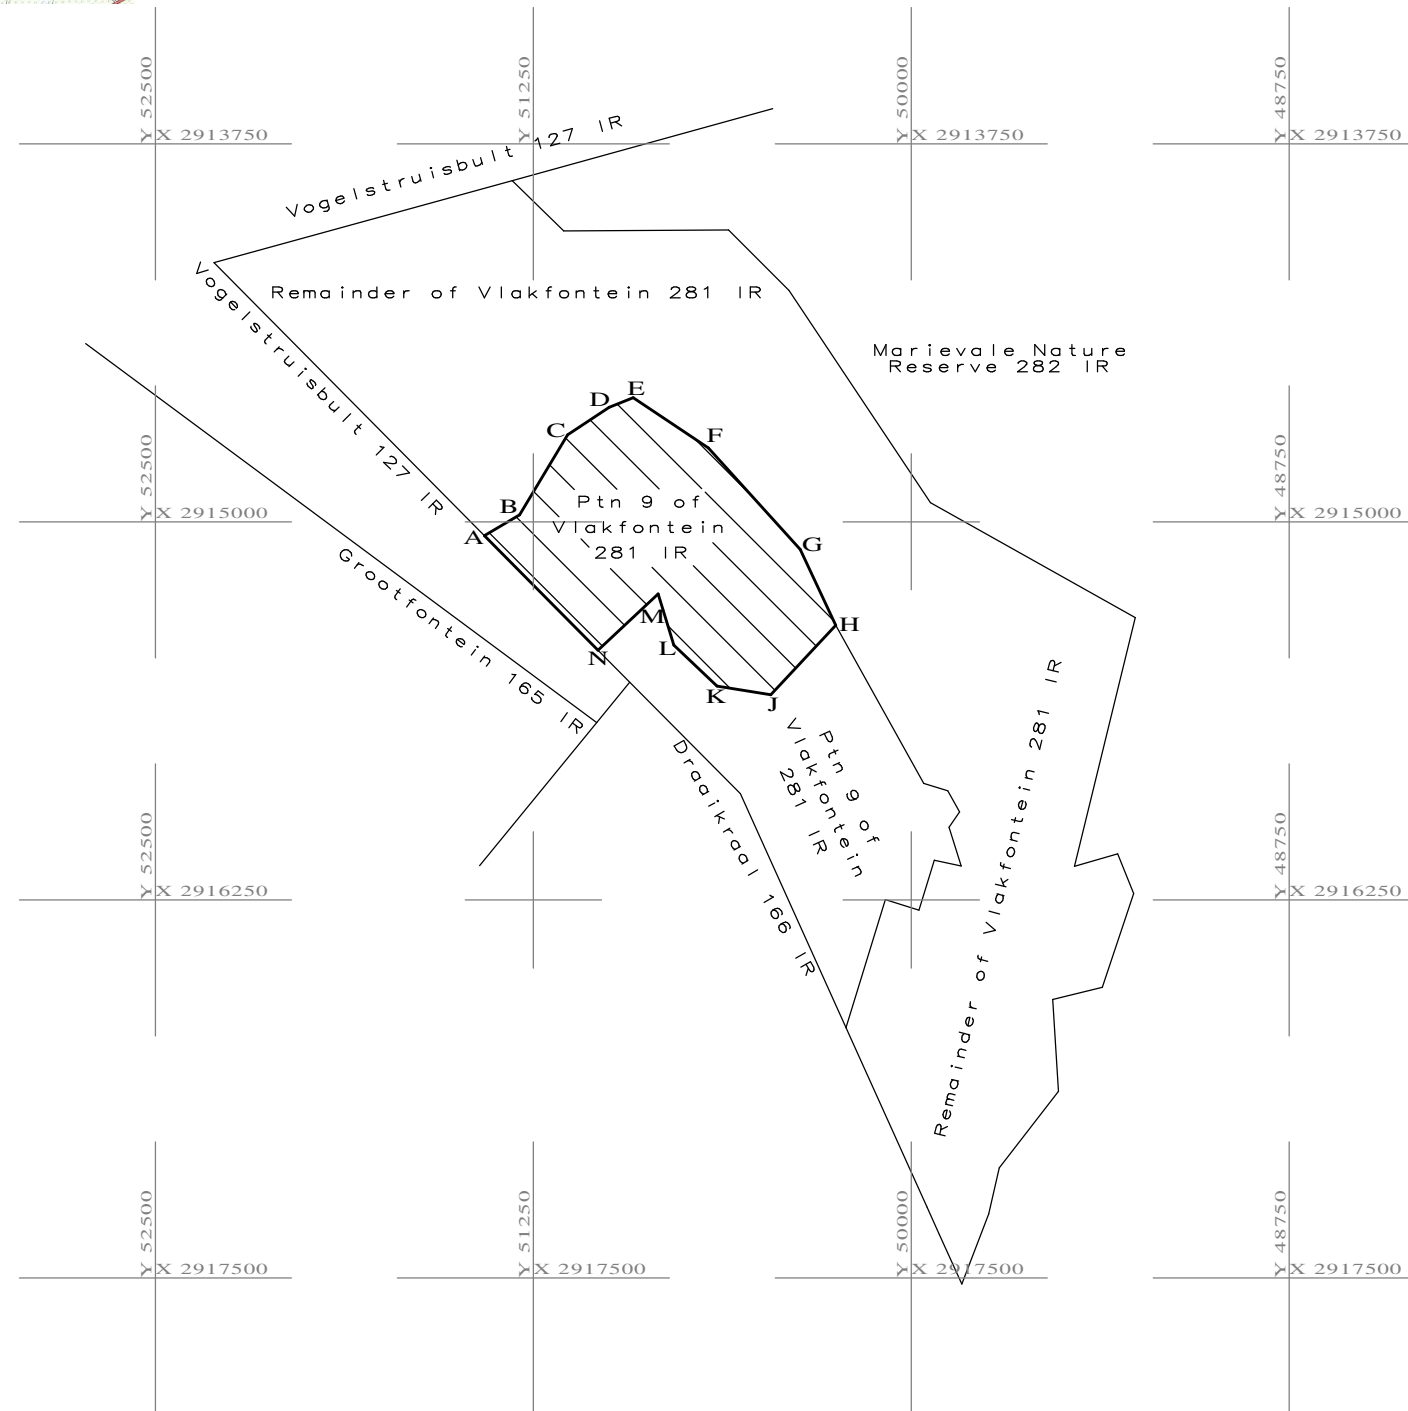 Y 52500
X 2913750
Y 51250
Y 50000
X 2913750
Y 48750
X 2913750
Vogelstruisbult 127 IR
Remainder of Vlakfontein 281 IR
Vogelstruisbult 127 IR
Marievale Nature
Reserve 282 IR
E
D
C
F
Y 52500
X 2915000
Y 48750
X 2915000
B
A
Ptn 9 of
Vlakfontein
281 IR
G
H
M
L
N
K
J
Grootfontein 165 IR
Draaikraal 166 IR
Ptn 9 of
Vlakfontein
281 IR
Remainder of Vlakfontein 281 IR
Y 52500
X 2916250
Y 48750
X 2916250
Y 52500
X 2917500
Y 51250
X 2917500
Y 50000
X 2917500
Y 48750
X 2917500